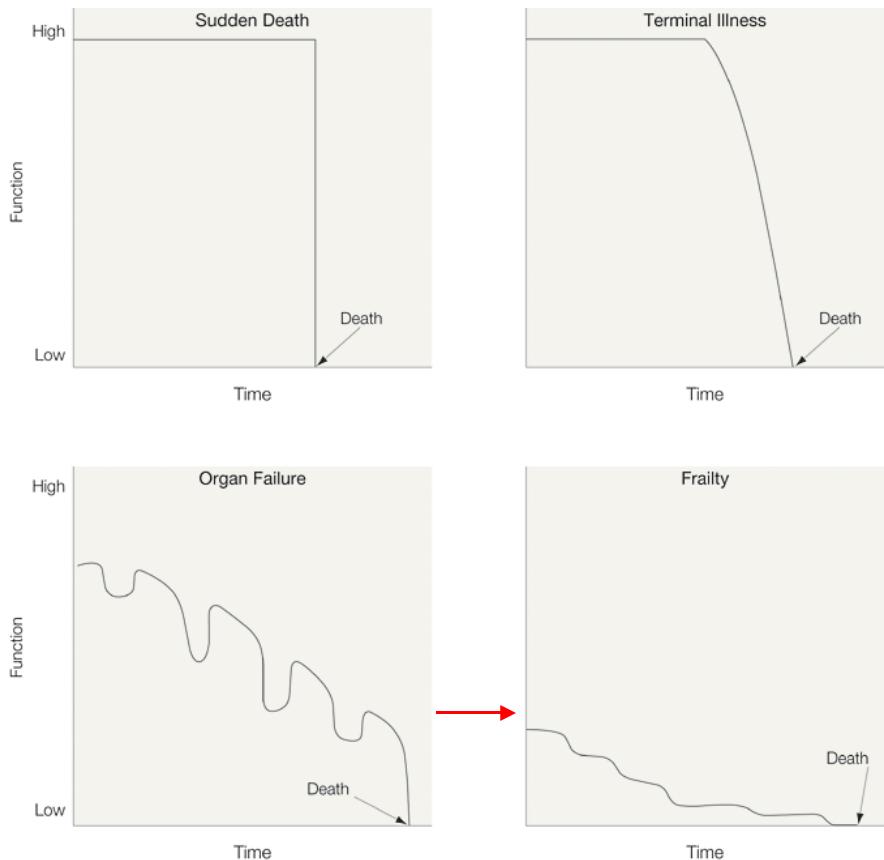 Sudden Death
High
Function
Low
Death
Time
Terminal Illness
Death
Time
Organ Failure
High
Function
Low
Death
Time
Frailty
Death
Time